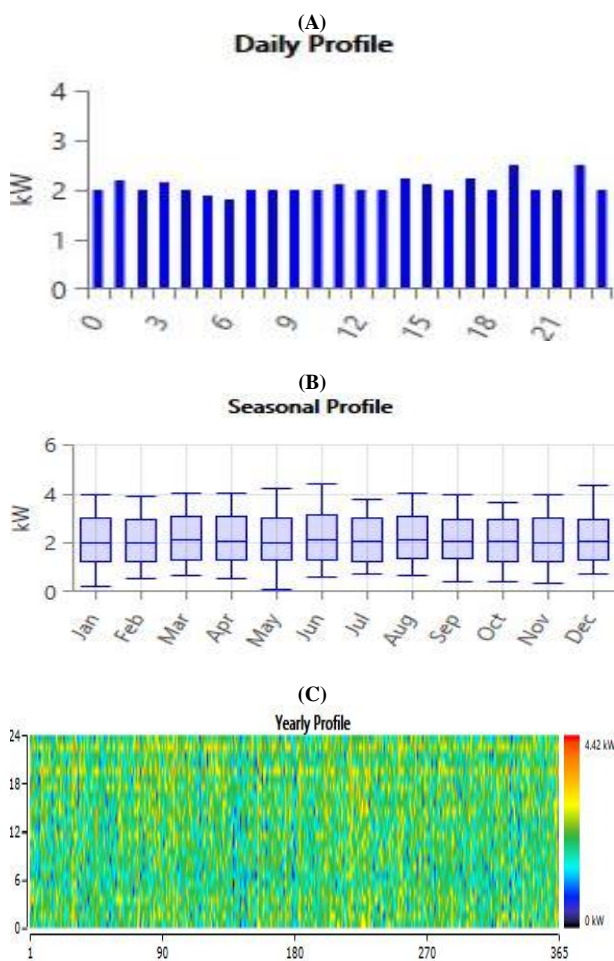 (A)
Daily Profile
4
3
2
1
0
kW
0 3 6 9 12 15 18 21
(B)
Seasonal Profile
6
4
2
0
kW
Jan Feb Mar Apr May Jun Jul Aug Sep Oct Nov Dec
(C)
Yearly Profile
24
18
12
6
0
1 90 180 270 365
4.42 kW
0 kW